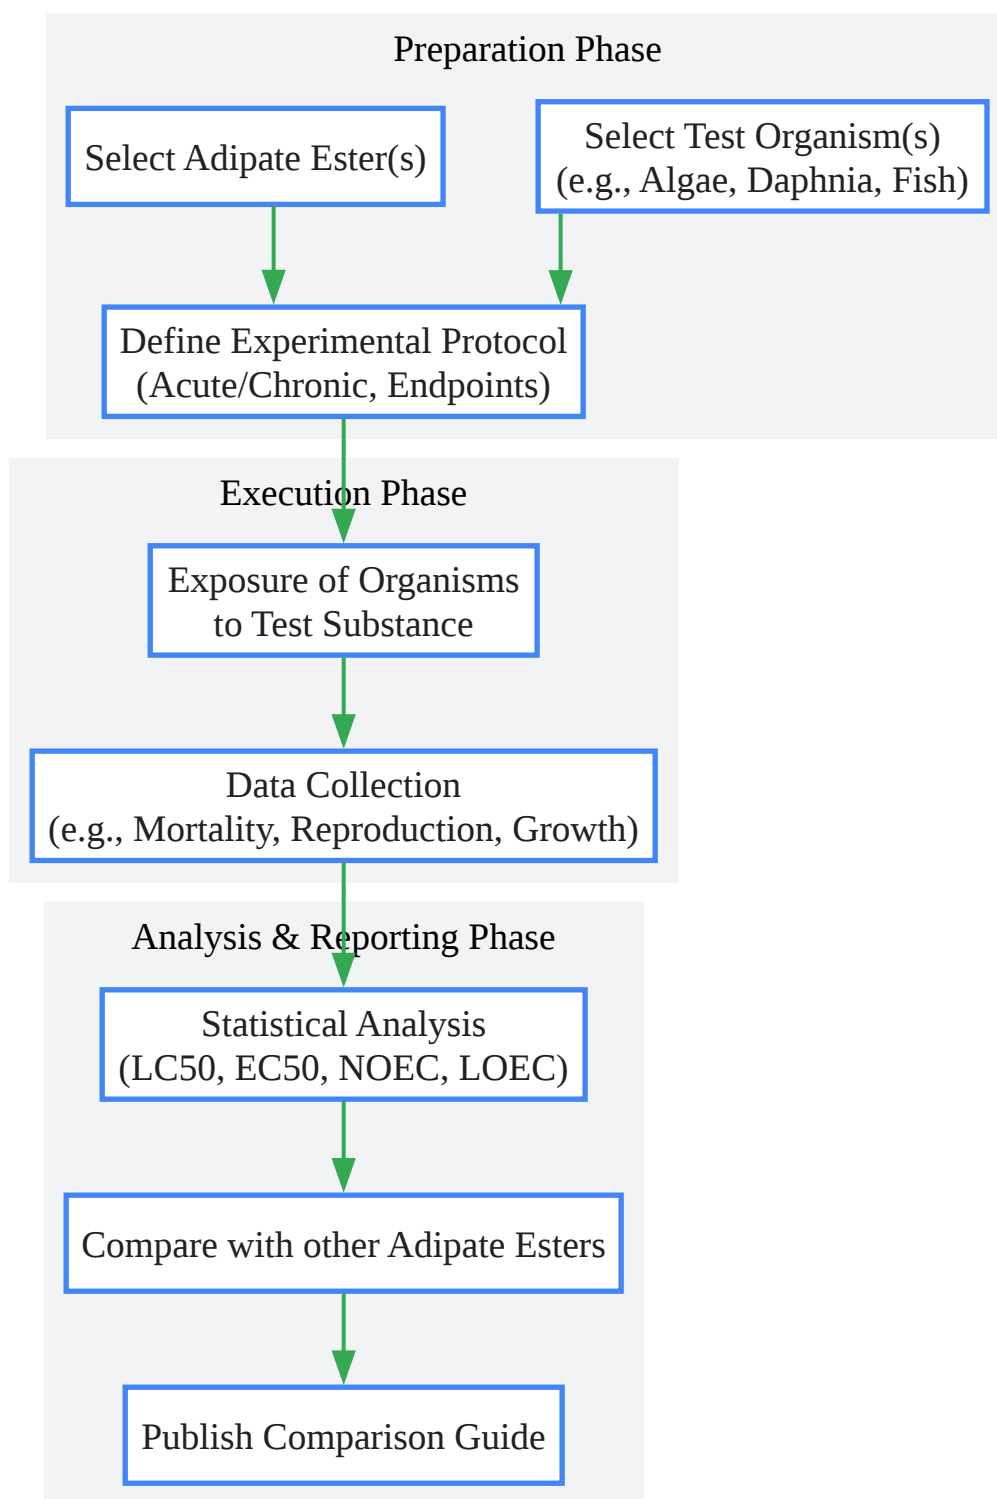 Preparation Phase
Select Adipate Ester(s)
Select Test Organism(s)
(e.g., Algae, Daphnia, Fish)
Define Experimental Protocol
(Acute/Chronic, Endpoints)
Execution Phase
Exposure of Organisms
to Test Substance
Data Collection
(e.g., Mortality, Reproduction, Growth)
Analysis & Reporting Phase
Statistical Analysis
(LC50, EC50, NOEC, LOEC)
Compare with other Adipate Esters
Publish Comparison Guide